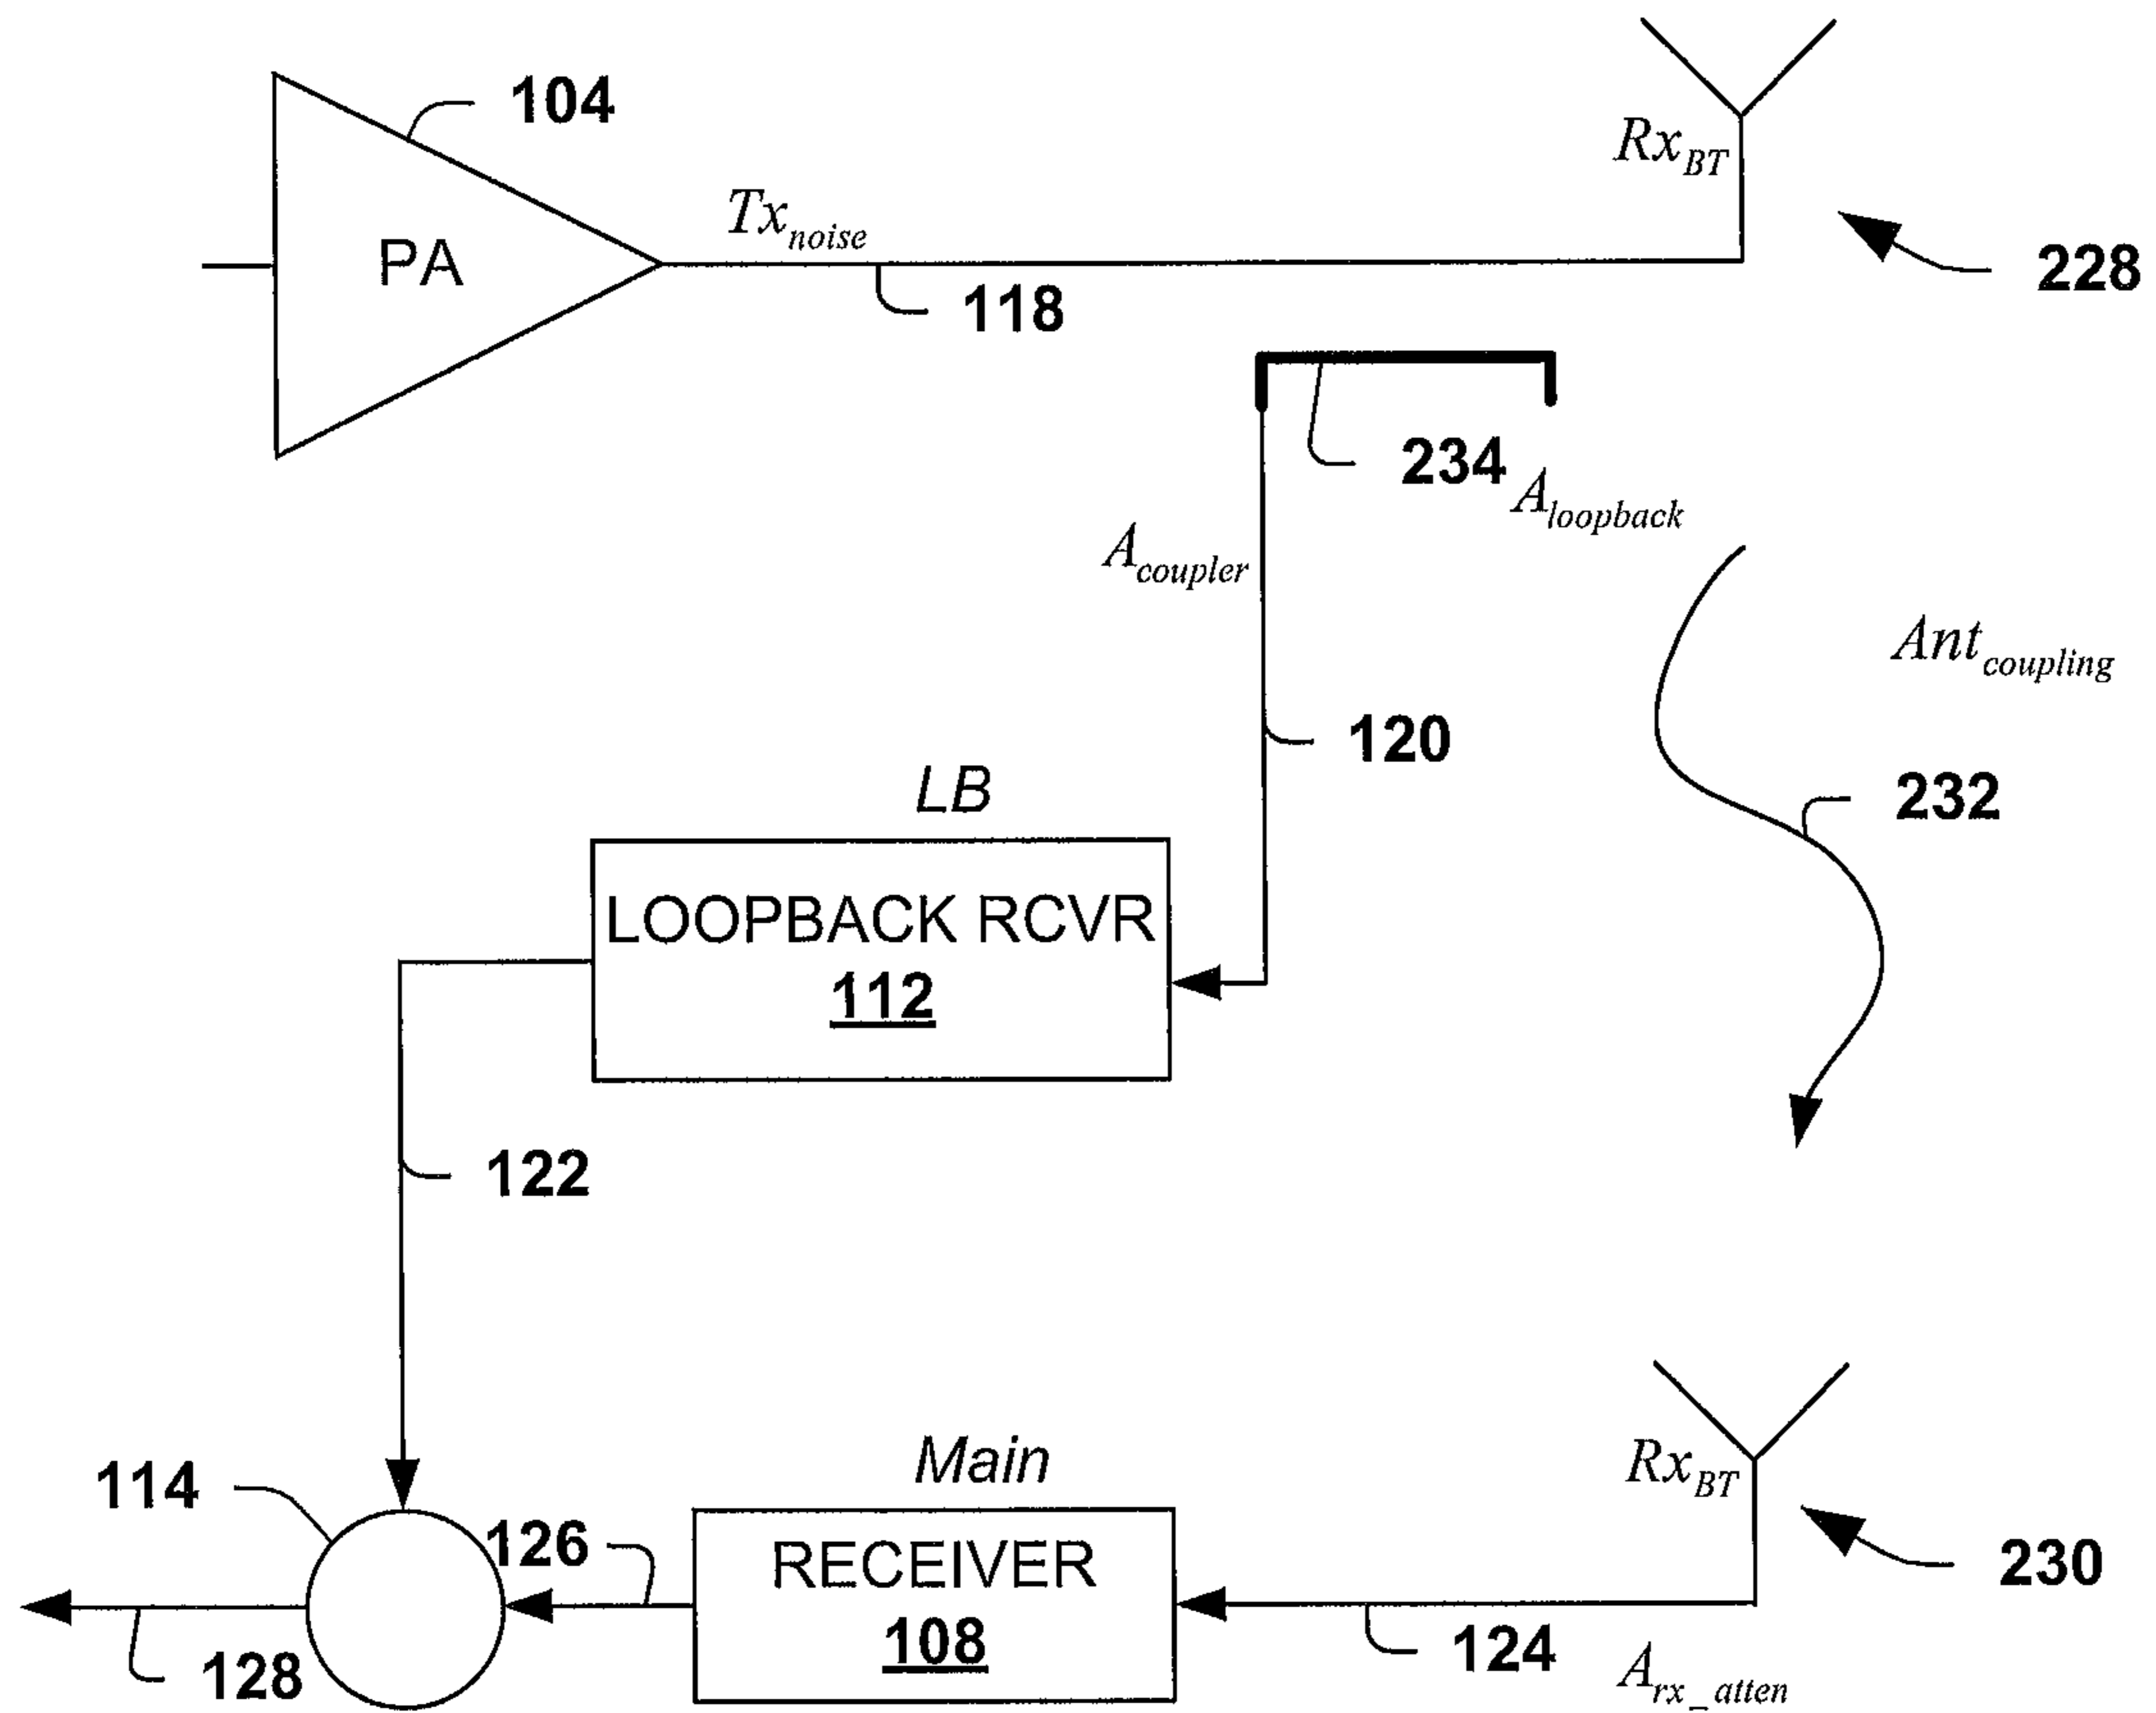 104
Rx_BT
PA
Tx_noise
228
118
234
A_loopback
A_coupler
Ant_coupling
120
LB
232
LOOPBACK RCVR
112
122
Main
Rx_BT
114
126
RECEIVER
230
108
124
128
A_rx_atten